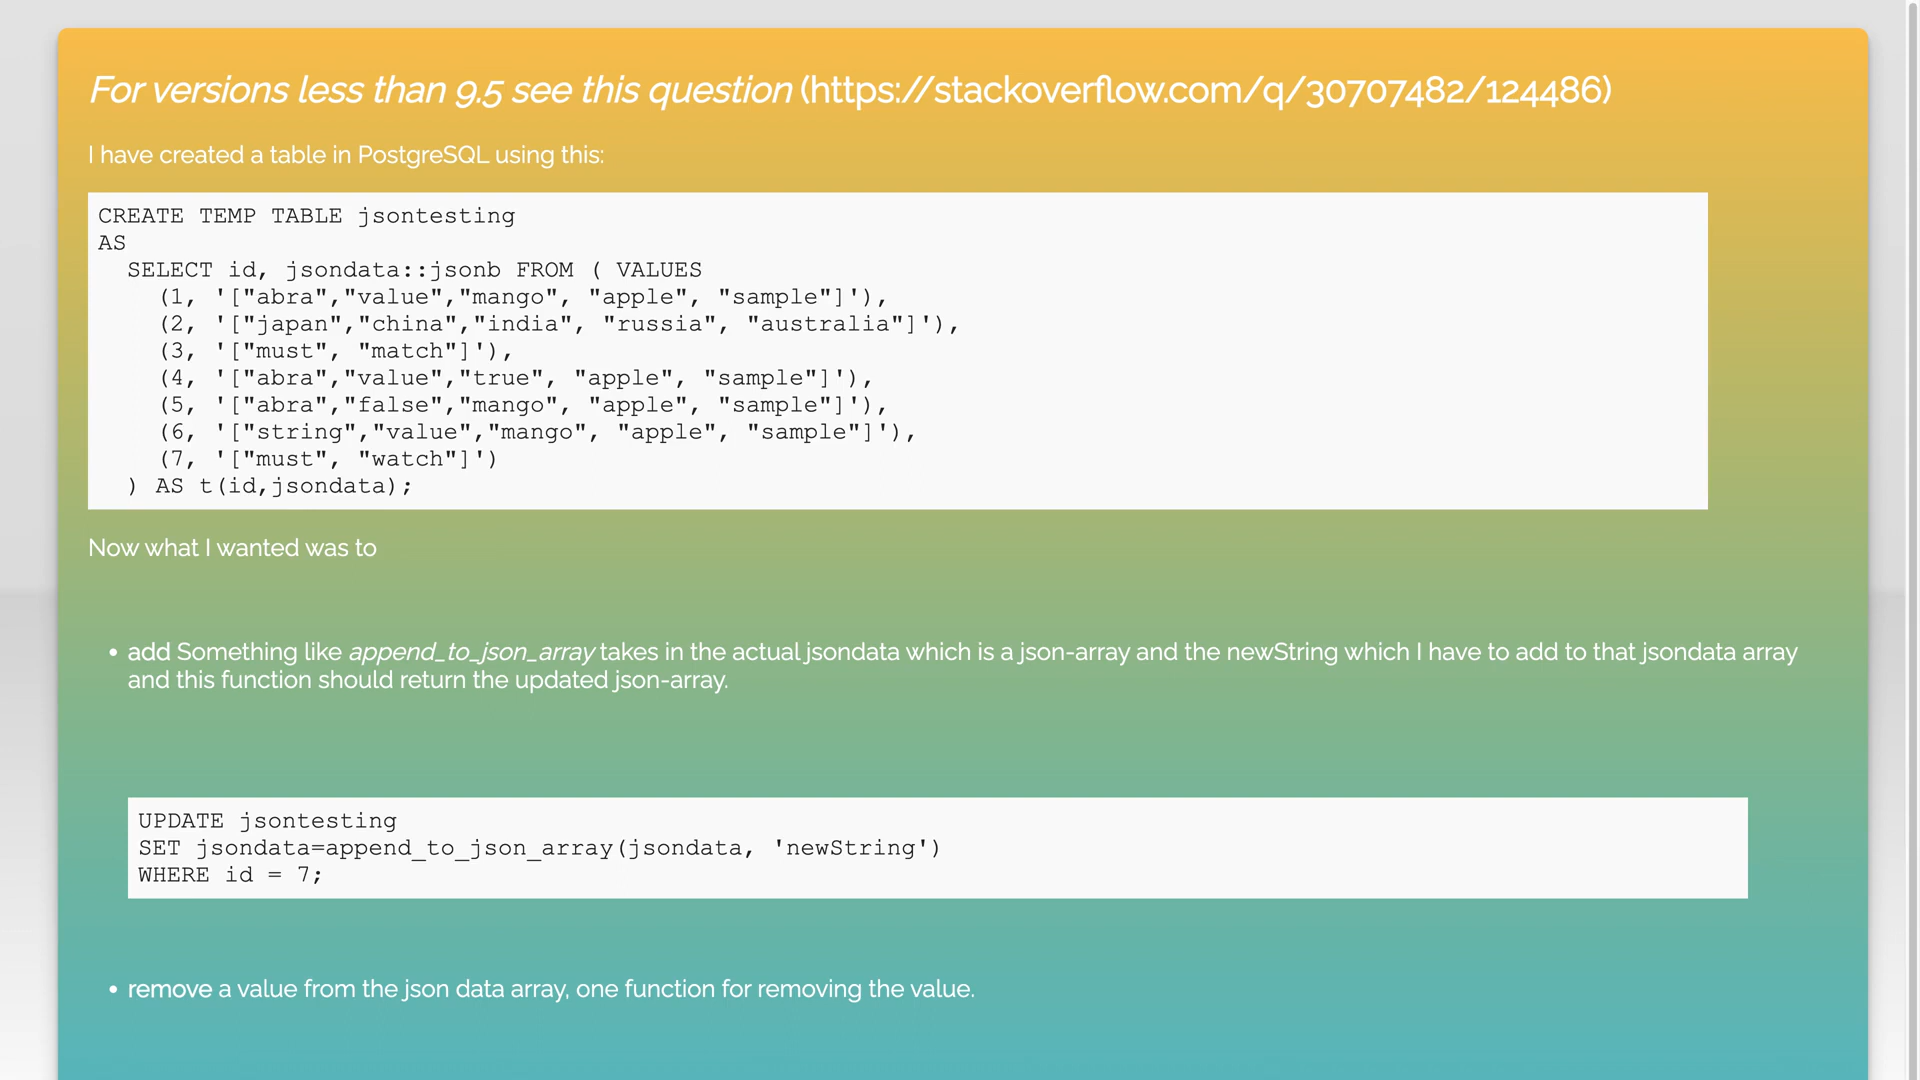 For versions less than 9.5 see this question (https://stackoverflow.com/q/30707482/124486)
I have created a table in PostgreSQL using this:
CREATE TEMP TABLE jsontesting
AS
  SELECT id, jsondata::jsonb FROM ( VALUES
    (1, '["abra","value","mango", "apple", "sample"]'),
    (2, '["japan","china","india", "russia", "australia"]'),
    (3, '["must", "match"]'),
    (4, '["abra","value","true", "apple", "sample"]'),
    (5, '["abra","false","mango", "apple", "sample"]'),
    (6, '["string","value","mango", "apple", "sample"]'),
    (7, '["must", "watch"]')
  ) AS t(id,jsondata);
Now what I wanted was to
• add Something like append_to_json_array takes in the actual jsondata which is a json-array and the newString which I have to add to that jsondata array
and this function should return the updated json-array.
UPDATE jsontesting
SET jsondata=append_to_json_array(jsondata, 'newString')
WHERE id = 7;
• remove a value from the json data array, one function for removing the value.